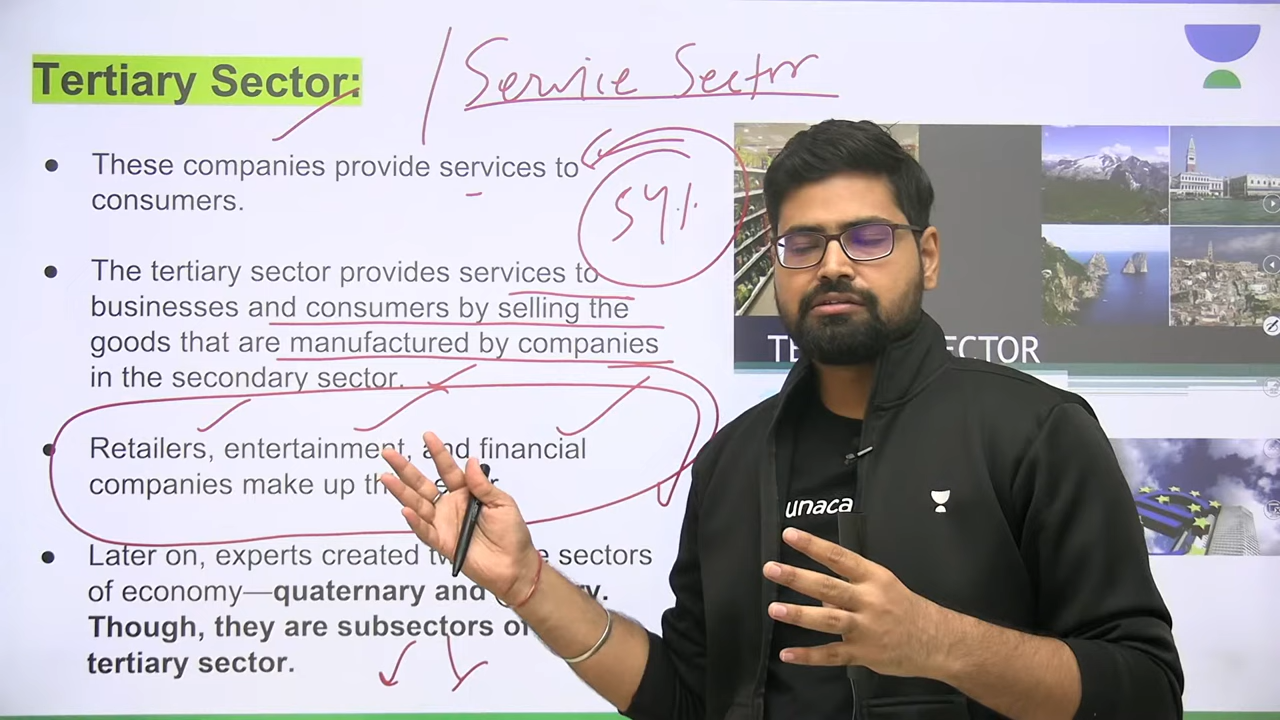 Tertiary Sector: / Service Sector
● These companies provide services to
consumers.
54%
● The tertiary sector provides services to
businesses and consumers by selling the
goods that are manufactured by companies
in the secondary sector.
● Retailers, entertainment, and financial
companies make up
● Later on, experts created sectors
of economy—quaternary and
Though, they are subsectors of
tertiary sector.
unaca